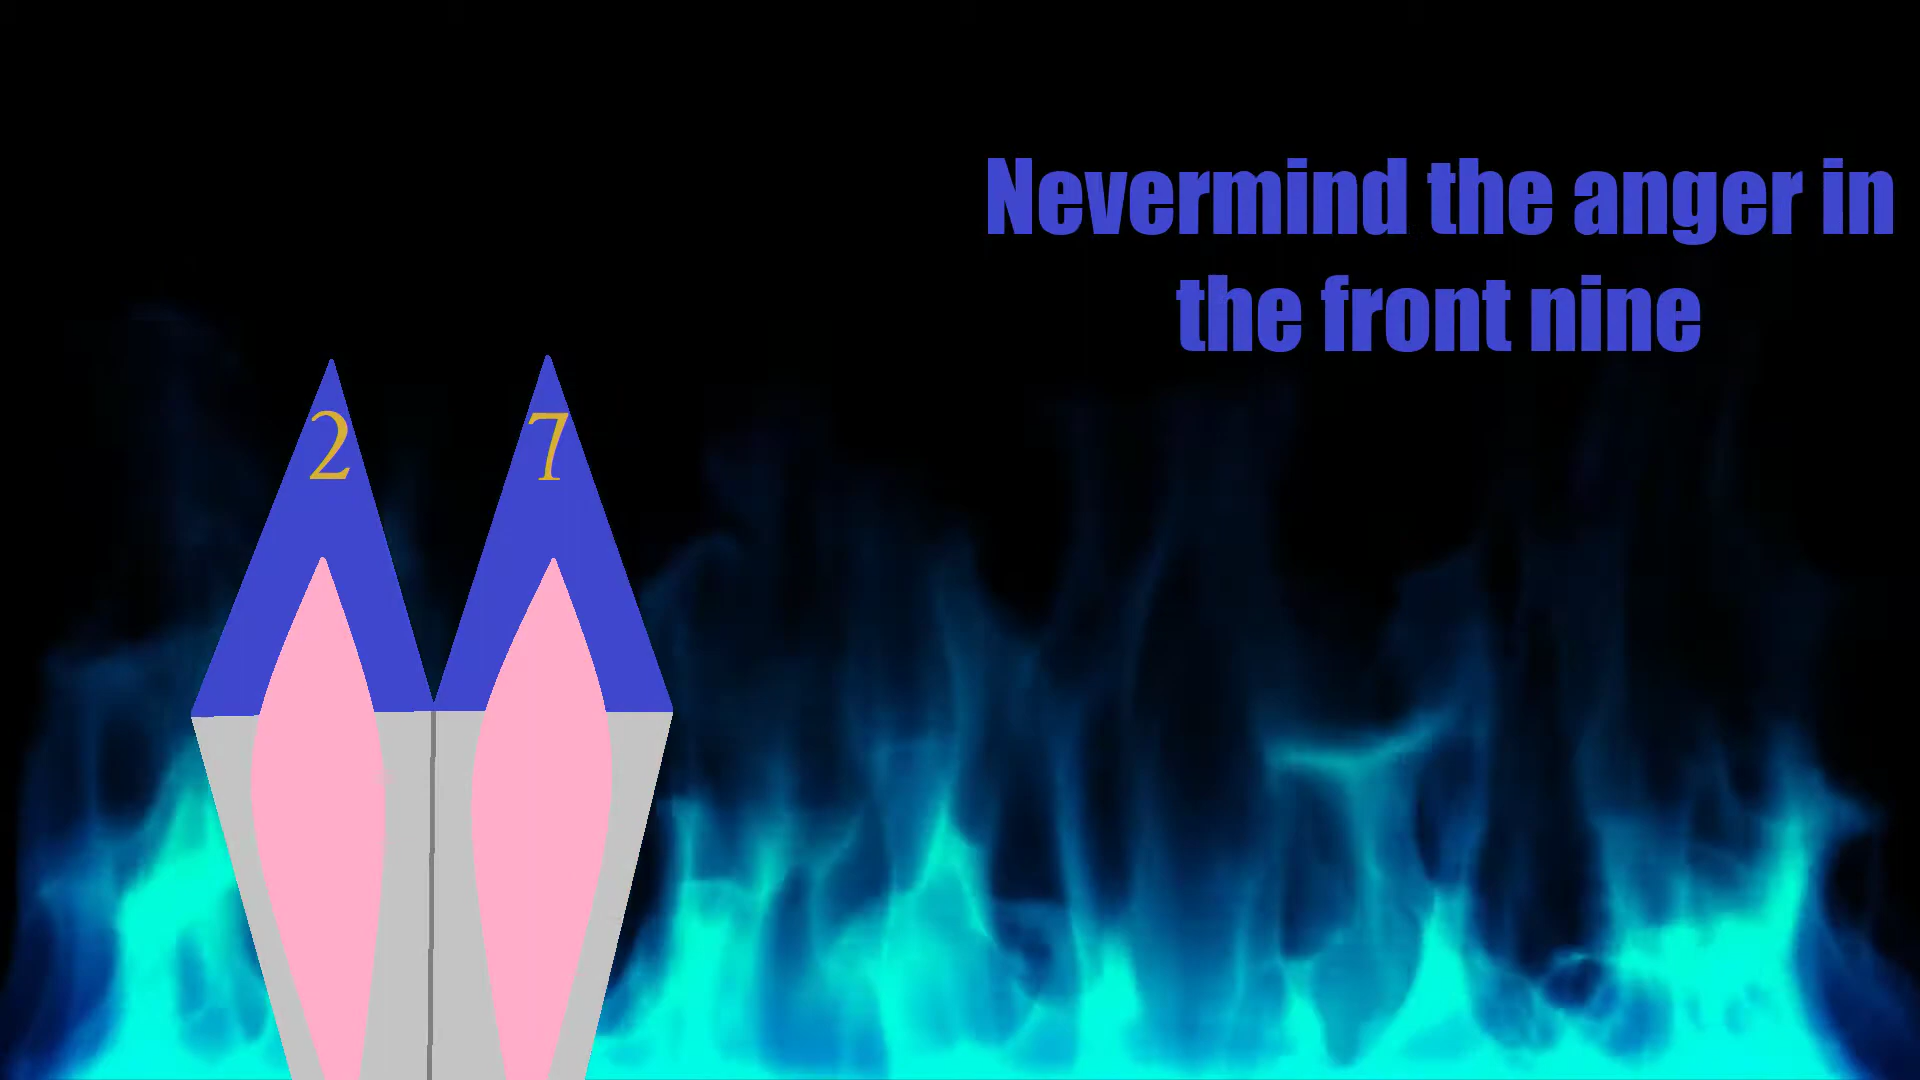 Nevermind the anger in
the front nine
2 7